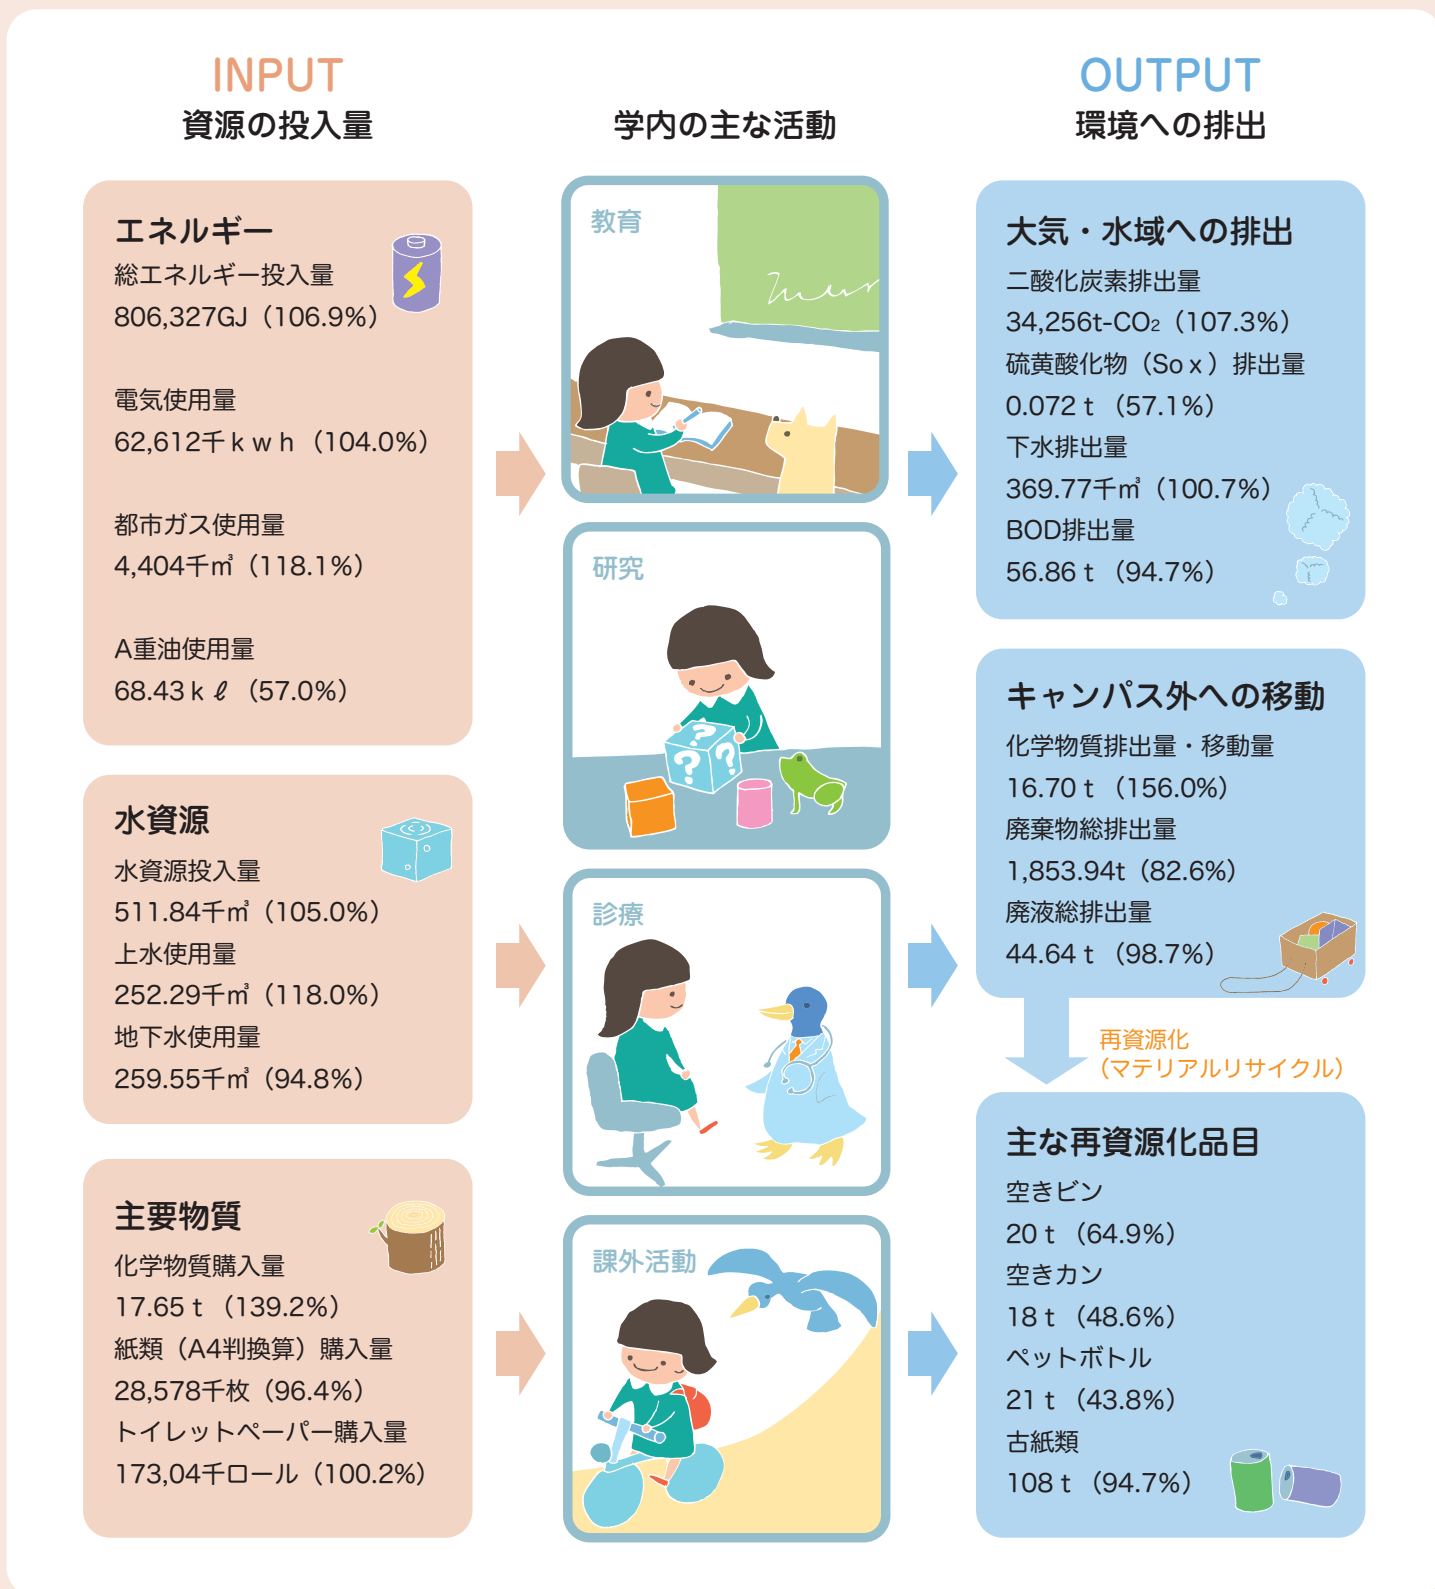 INPUT
資源の投入量
エネルギー
総エネルギー投入量
806,327GJ（106.9%）
電気使用量
62,612千ｋｗｈ（104.0%）
都市ガス使用量
4,404千㎥（118.1%）
A重油使用量
68.43ｋℓ（57.0%）
水資源
水資源投入量
511.84千㎥（105.0%）
上水使用量
252.29千㎥（118.0%）
地下水使用量
259.55千㎥（94.8%）
主要物質
化学物質購入量
17.65ｔ（139.2%）
紙類（A4判換算）購入量
28,578千枚（96.4%）
トイレットペーパー購入量
173,04千ロール（100.2%）
学内の主な活動
教育
研究
診療
課外活動
OUTPUT
環境への排出
大気・水域への排出
二酸化炭素排出量
34,256t-CO₂（107.3%）
硫黄酸化物（Soｘ）排出量
0.072ｔ（57.1%）
下水排出量
369.77千㎥（100.7%）
BOD排出量
56.86ｔ（94.7%）
キャンパス外への移動
化学物質排出量・移動量
16.70ｔ（156.0%）
廃棄物総排出量
1,853.94t（82.6%）
廃液総排出量
44.64ｔ（98.7%）
再資源化
（マテリアルリサイクル）
主な再資源化品目
空きビン
20ｔ（64.9%）
空きカン
18ｔ（48.6%）
ペットボトル
21ｔ（43.8%）
古紙類
108ｔ（94.7%）